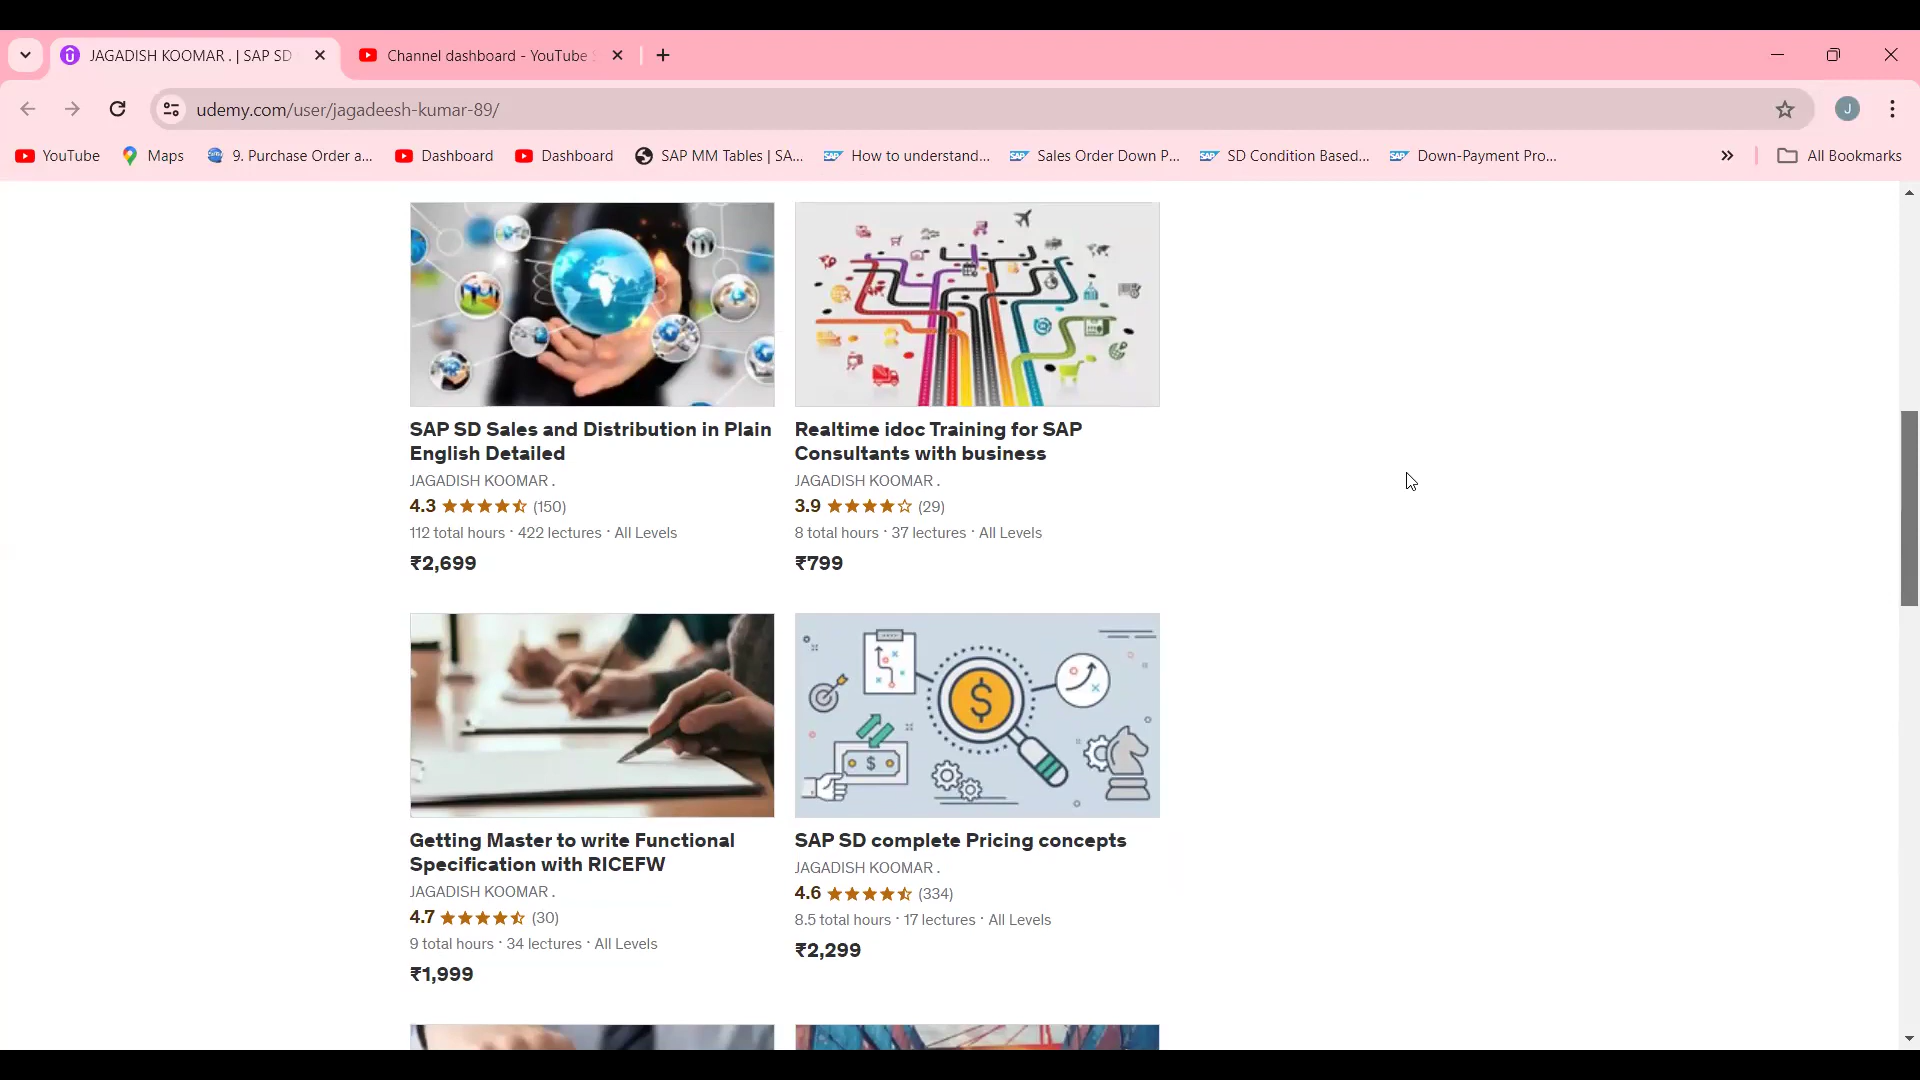 JAGADISH KOOMAR . | SAP SD
Channel dashboard - YouTube
udemy.com/user/jagadeesh-kumar-89/
J
YouTube
Maps
9. Purchase Order a...
Dashboard
Dashboard
SAP MM Tables | SA...
How to understand...
Sales Order Down P...
SD Condition Based...
Down-Payment Pro...
All Bookmarks
SAP SD Sales and Distribution in Plain
English Detailed
JAGADISH KOOMAR .
4.3 (150)
112 total hours · 422 lectures · All Levels
₹2,699
Realtime idoc Training for SAP
Consultants with business
JAGADISH KOOMAR .
3.9 (29)
8 total hours · 37 lectures · All Levels
₹799
Getting Master to write Functional
Specification with RICEFW
JAGADISH KOOMAR .
4.7 (30)
9 total hours · 34 lectures · All Levels
₹1,999
SAP SD complete Pricing concepts
JAGADISH KOOMAR .
4.6 (334)
8.5 total hours · 17 lectures · All Levels
₹2,299